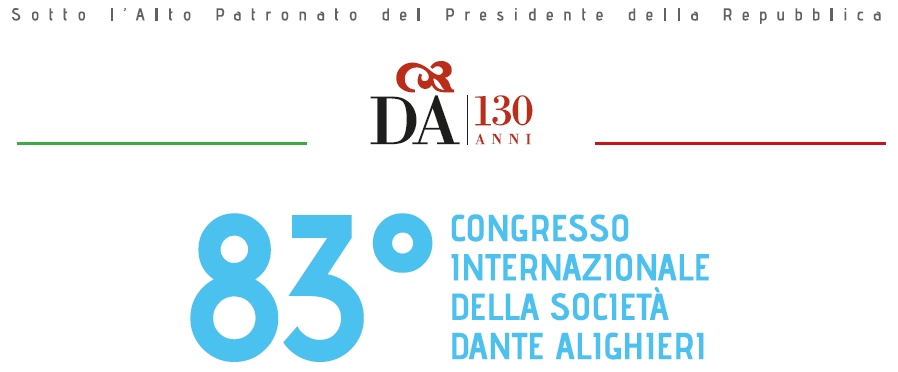 Sotto l'Alto Patronato del Presidente della Repubblica
DA 130
ANNI
83° CONGRESSO
INTERNAZIONALE
DELLA SOCIETÀ
DANTE ALIGHIERI